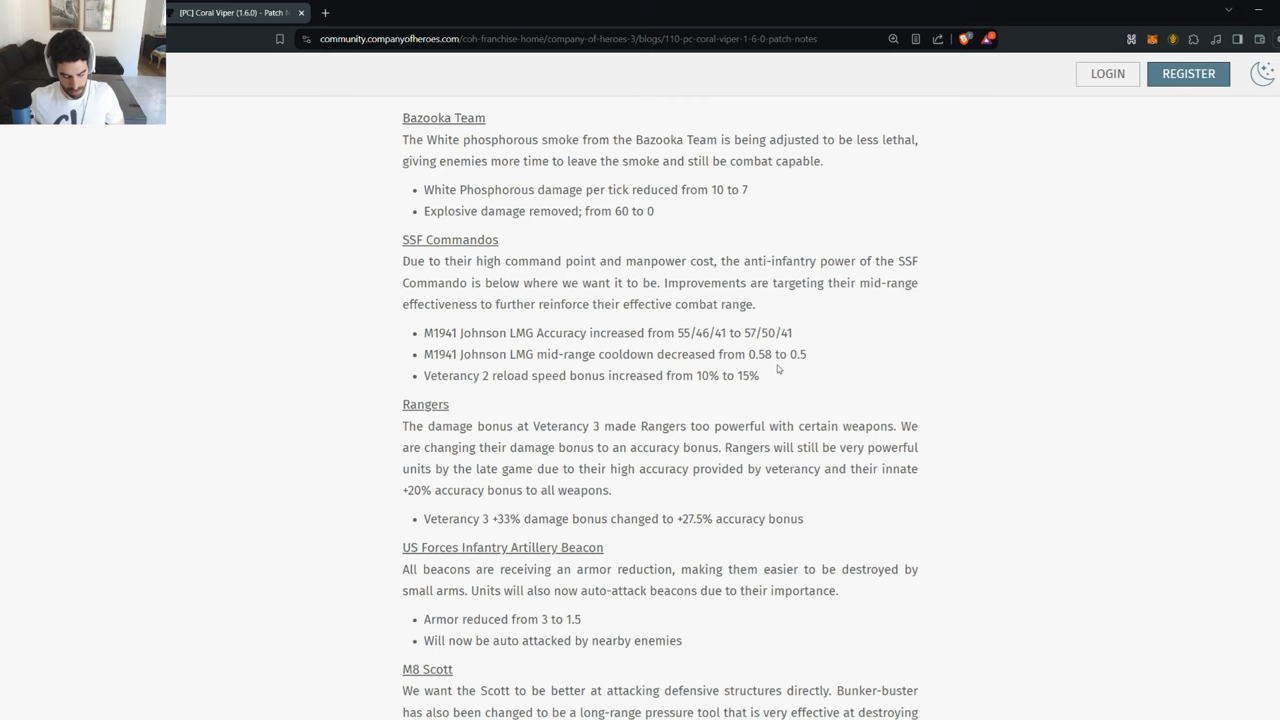 [PC] Coral Viper (1.6.0) - Patch N
community.companyofheroes.com/coh-franchise-home/company-of-heroes-3/blogs/110-pc-coral-viper-1-6-0-patch-notes
LOGIN
REGISTER
Bazooka Team
The White phosphorous smoke from the Bazooka Team is being adjusted to be less lethal,
giving enemies more time to leave the smoke and still be combat capable.
• White Phosphorous damage per tick reduced from 10 to 7
• Explosive damage removed; from 60 to 0
SSF Commandos
Due to their high command point and manpower cost, the anti-infantry power of the SSF
Commando is below where we want it to be. Improvements are targeting their mid-range
effectiveness to further reinforce their effective combat range.
• M1941 Johnson LMG Accuracy increased from 55/46/41 to 57/50/41
• M1941 Johnson LMG mid-range cooldown decreased from 0.58 to 0.5
• Veterancy 2 reload speed bonus increased from 10% to 15%
Rangers
The damage bonus at Veterancy 3 made Rangers too powerful with certain weapons. We
are changing their damage bonus to an accuracy bonus. Rangers will still be very powerful
units by the late game due to their high accuracy provided by veterancy and their innate
+20% accuracy bonus to all weapons.
• Veterancy 3 +33% damage bonus changed to +27.5% accuracy bonus
US Forces Infantry Artillery Beacon
All beacons are receiving an armor reduction, making them easier to be destroyed by
small arms. Units will also now auto-attack beacons due to their importance.
• Armor reduced from 3 to 1.5
• Will now be auto attacked by nearby enemies
M8 Scott
We want the Scott to be better at attacking defensive structures directly. Bunker-buster
has also been changed to be a long-range pressure tool that is very effective at destroying